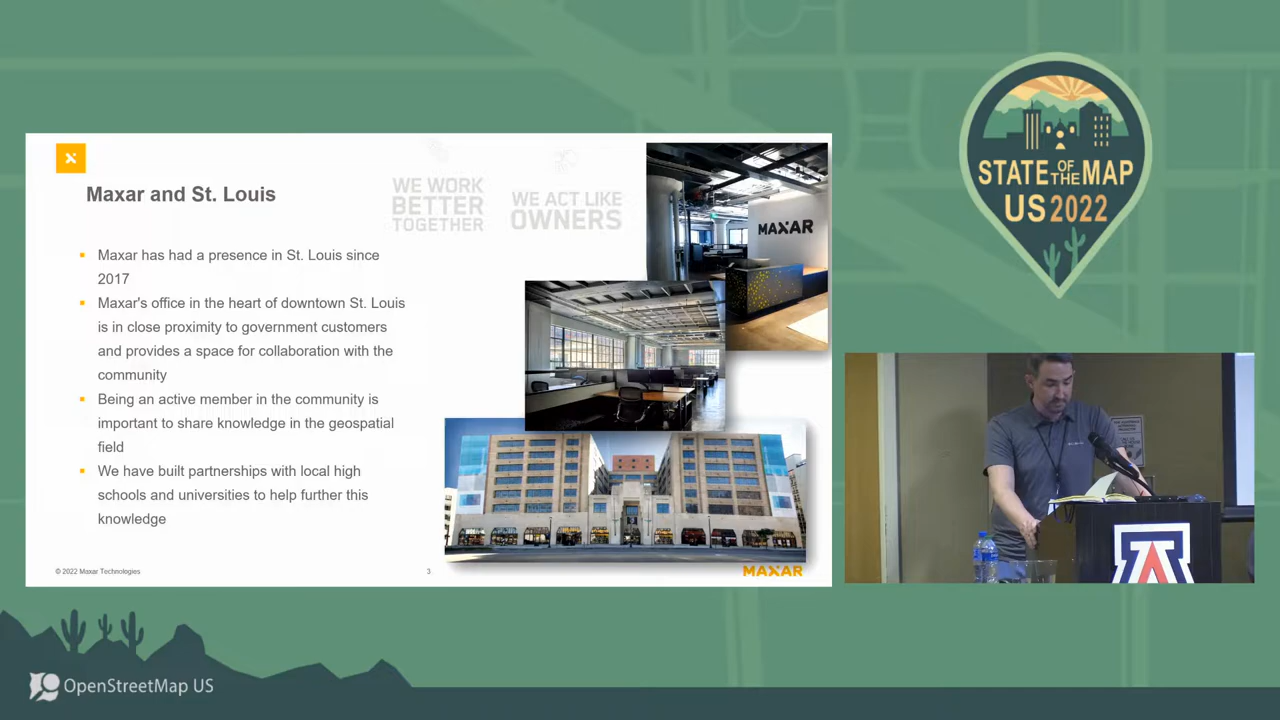 Maxar and St. Louis
WE WORK
BETTER
TOGETHER
WE ACT LIKE
OWNERS
MAXAR
Maxar has had a presence in St. Louis since
2017
Maxar's office in the heart of downtown St. Louis
is in close proximity to government customers
and provides a space for collaboration with the
community
Being an active member in the community is
important to share knowledge in the geospatial
field
We have built partnerships with local high
schools and universities to help further this
knowledge
© 2022 Maxar Technologies
3
MAXAR
STATE OF THE MAP
US 2022
A
OpenStreetMap US